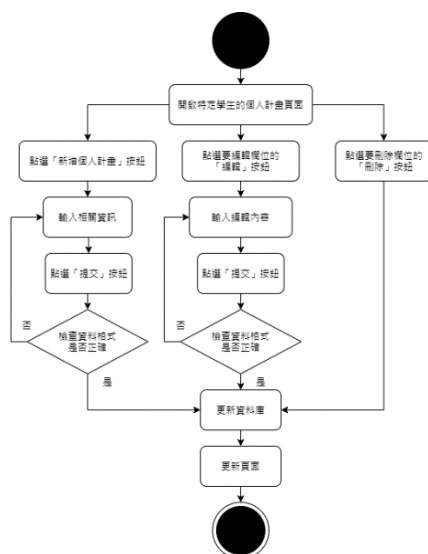 開啟特定學生的個人計畫頁面
點選「新增個人計畫」按鈕
點選要編輯欄位的
「編輯」按鈕
點選要刪除欄位的
「刪除」按鈕
輸入相關資訊
輸入編輯內容
點選「提交」按鈕
點選「提交」按鈕
否
檢查資料格式
是否正確
否
檢查資料格式
是否正確
是
是
更新資料庫
更新頁面